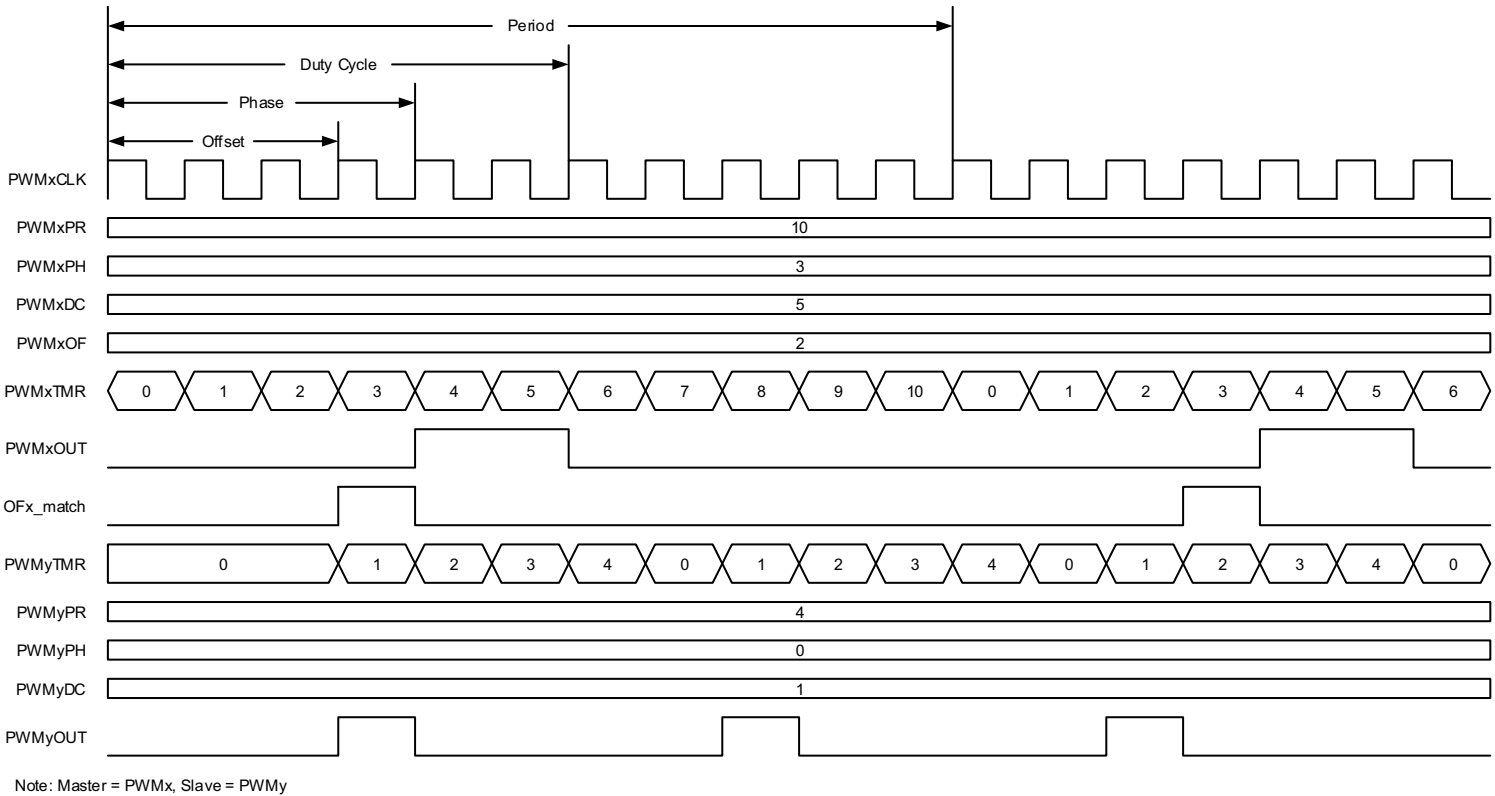 Period
Duty Cycle
Phase
Offset
PWMxCLK
PWMxPR 10
PWMxPH 3
PWMxDC 5
PWMxOF 2
PWMxTMR 0 1 2 3 4 5 6 7 8 9 10 0 1 2 3 4 5 6
PWMxOUT
OFx_match
PWMyTMR 0 1 2 3 4 0 1 2 3 4 0 1 2 3 4 0
PWMyPR 4
PWMyPH 0
PWMyDC 1
PWMyOUT
Note: Master = PWMx, Slave = PWMy